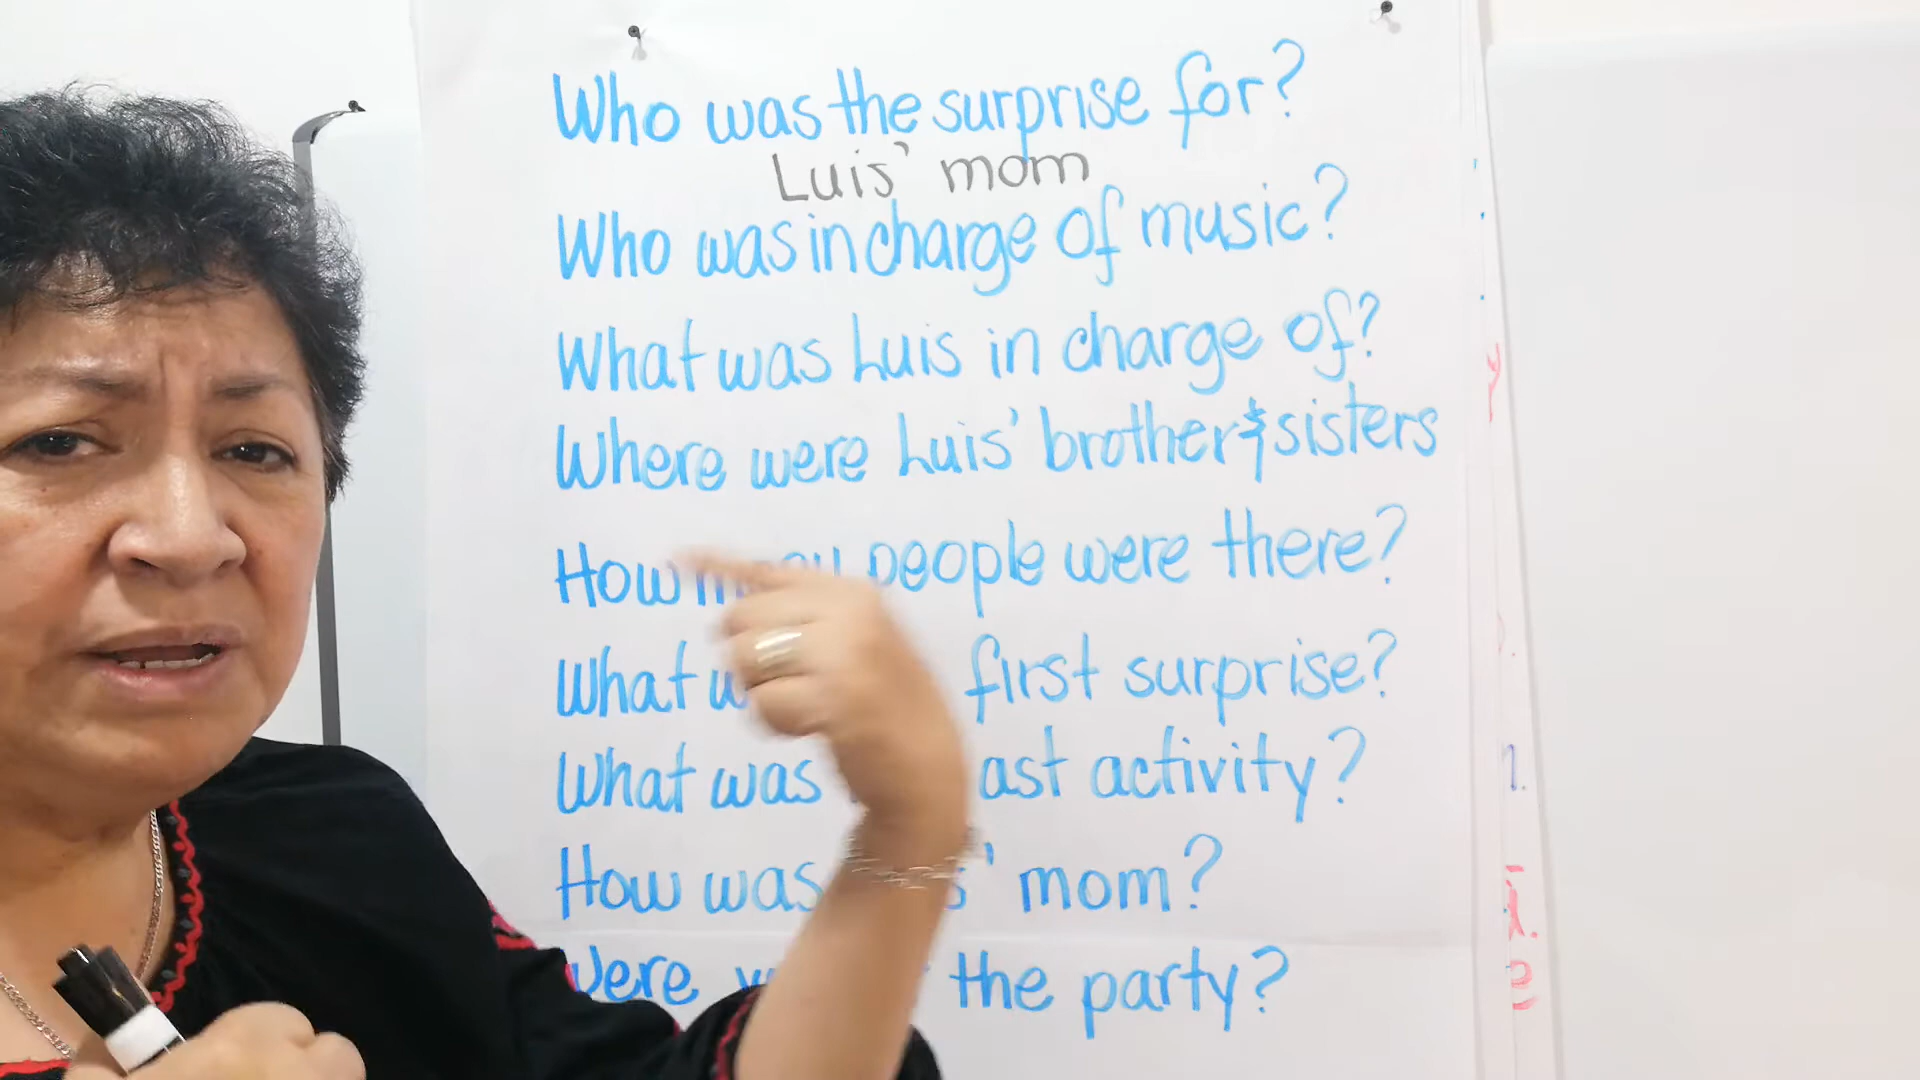 Who was the surprise for?
Luis' mom
Who was in charge of music?
What was Luis in charge of?
Where were Luis' brother & sisters
How people were there?
What first surprise?
What was activity?
How was mom?
the party?